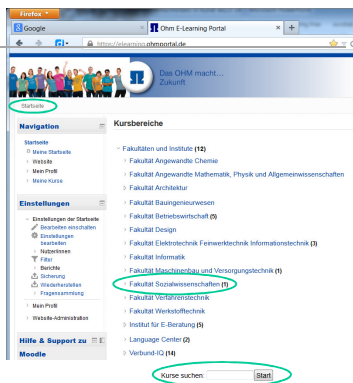 Firefox
Google
Ohm E-Learning Portal
https://elearning.ohmportal.de
Das OHM macht...
Zukunft
Startseite
Navigation
Startseite
Meine Startseite
Website
Mein Profil
Meine Kurse
Einstellungen
Einstellungen der Startseite
Bearbeiten einschalten
Einstellungen
bearbeiten
Nutzer/innen
Filter
Berichte
Sicherung
Wiederherstellen
Fragensammlung
Mein Profil
Website-Administration
Hilfe & Support zu
Moodle
Kursbereiche
Fakultäten und Institute (12)
Fakultät Angewandte Chemie
Fakultät Angewandte Mathematik, Physik und Allgemeinwissenschaften
Fakultät Architektur
Fakultät Bauingenieurwesen
Fakultät Betriebswirtschaft (5)
Fakultät Design
Fakultät Elektrotechnik Feinwerktechnik Informationstechnik (3)
Fakultät Informatik
Fakultät Maschinenbau und Versorgungstechnik (1)
Fakultät Sozialwissenschaften (1)
Fakultät Verfahrenstechnik
Fakultät Werkstofftechnik
Institut für E-Beratung (5)
Language Center (2)
Verbund-IQ (14)
Kurse suchen: Start